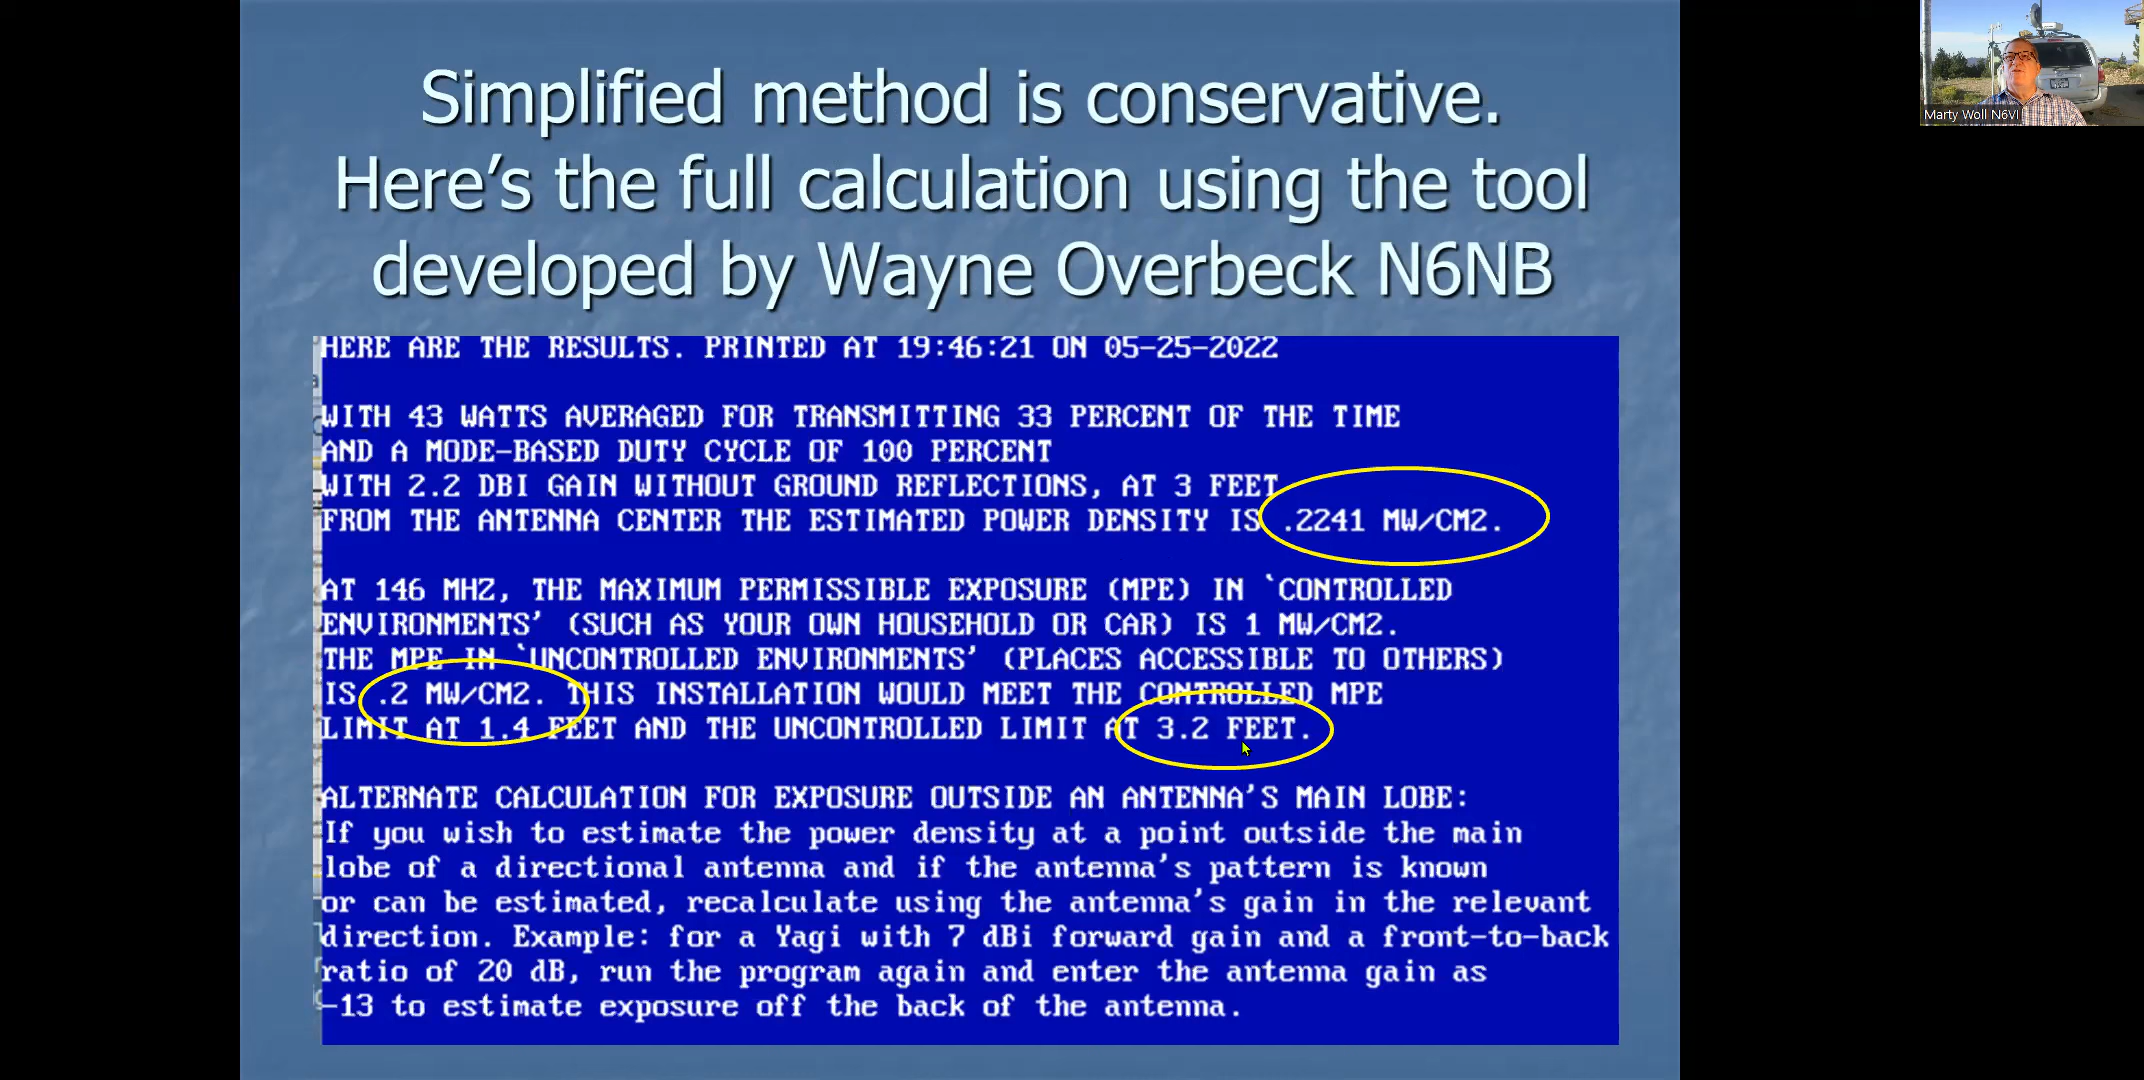 Simplified method is conservative.
Here's the full calculation using the tool
developed by Wayne Overbeck N6NB
Marty Woll N6VI
HERE ARE THE RESULTS. PRINTED AT 19:46:21 ON 05-25-2022
WITH 43 WATTS AVERAGED FOR TRANSMITTING 33 PERCENT OF THE TIME
AND A MODE-BASED DUTY CYCLE OF 100 PERCENT
WITH 2.2 DBI GAIN WITHOUT GROUND REFLECTIONS, AT 3 FEET
FROM THE ANTENNA CENTER THE ESTIMATED POWER DENSITY IS .2241 MW/CM2.
AT 146 MHZ, THE MAXIMUM PERMISSIBLE EXPOSURE (MPE) IN `CONTROLLED
ENVIRONMENTS' (SUCH AS YOUR OWN HOUSEHOLD OR CAR) IS 1 MW/CM2.
THE MPE IN `UNCONTROLLED ENVIRONMENTS' (PLACES ACCESSIBLE TO OTHERS)
IS .2 MW/CM2. THIS INSTALLATION WOULD MEET THE CONTROLLED MPE
LIMIT AT 1.4 FEET AND THE UNCONTROLLED LIMIT AT 3.2 FEET.
ALTERNATE CALCULATION FOR EXPOSURE OUTSIDE AN ANTENNA'S MAIN LOBE:
If you wish to estimate the power density at a point outside the main
lobe of a directional antenna and if the antenna's pattern is known
or can be estimated, recalculate using the antenna's gain in the relevant
direction. Example: for a Yagi with 7 dBi forward gain and a front-to-back
ratio of 20 dB, run the program again and enter the antenna gain as
-13 to estimate exposure off the back of the antenna.